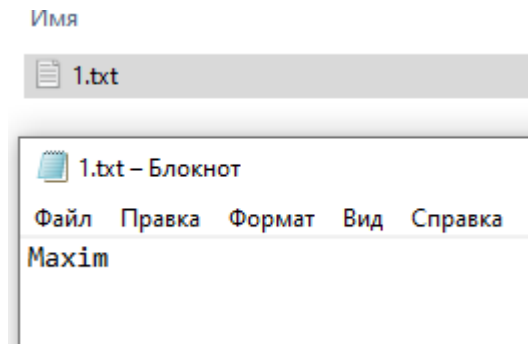 Имя
1.txt
1.txt – Блокнот
Файл Правка Формат Вид Справка
Maxim